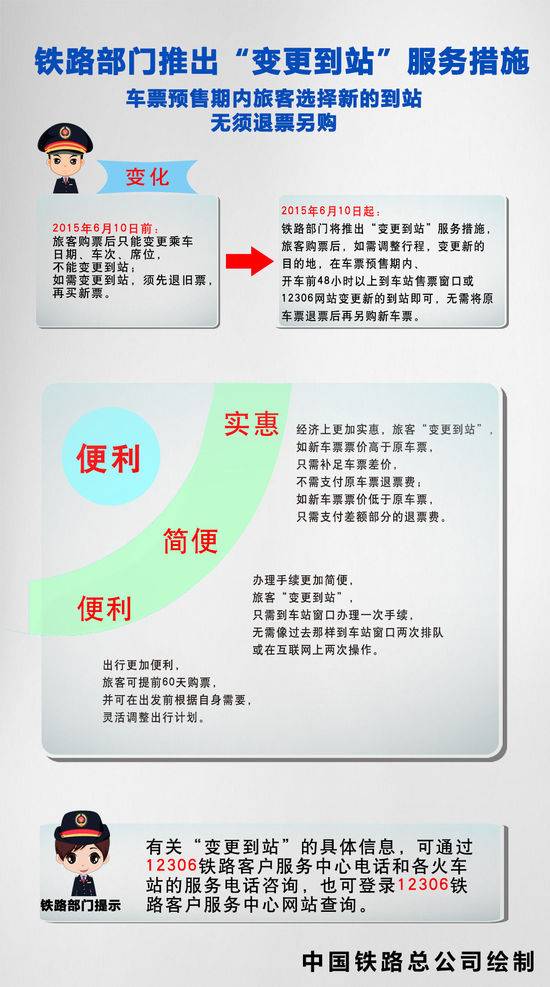 铁路部门推出“变更到站”服务措施
车票预售期内旅客选择新的到站
无须退票另购
变化
2015年6月10日前：
旅客购票后只能变更乘车
日期、车次、席位，
不能变更到站；
如需变更到站，须先退旧票，
再买新票。
2015年6月10日起：
铁路部门将推出“变更到站”服务措施，
旅客购票后，如需调整行程，变更新的
目的地，在车票预售期内、
开车前48小时以上到车站售票窗口或
12306网站变更新的到站即可，无需将原
车票退票后再另购新车票。
便利
实惠
经济上更加实惠，旅客“变更到站”，
如新车票票价高于原车票，
只需补足车票差价，
不需支付原车票退票费；
如新车票票价低于原车票，
只需支付差额部分的退票费。
简便
办理手续更加简便，
旅客“变更到站”，
只需到车站窗口办理一次手续，
无需像过去那样到车站窗口两次排队
或在互联网上两次操作。
便利
出行更加便利，
旅客可提前60天购票，
并可在出发前根据自身需要，
灵活调整出行计划。
铁路部门提示
有关“变更到站”的具体信息，可通过
12306铁路客户服务中心电话和各火车
站的服务电话咨询，也可登录12306铁
路客户服务中心网站查询。
中国铁路总公司绘制